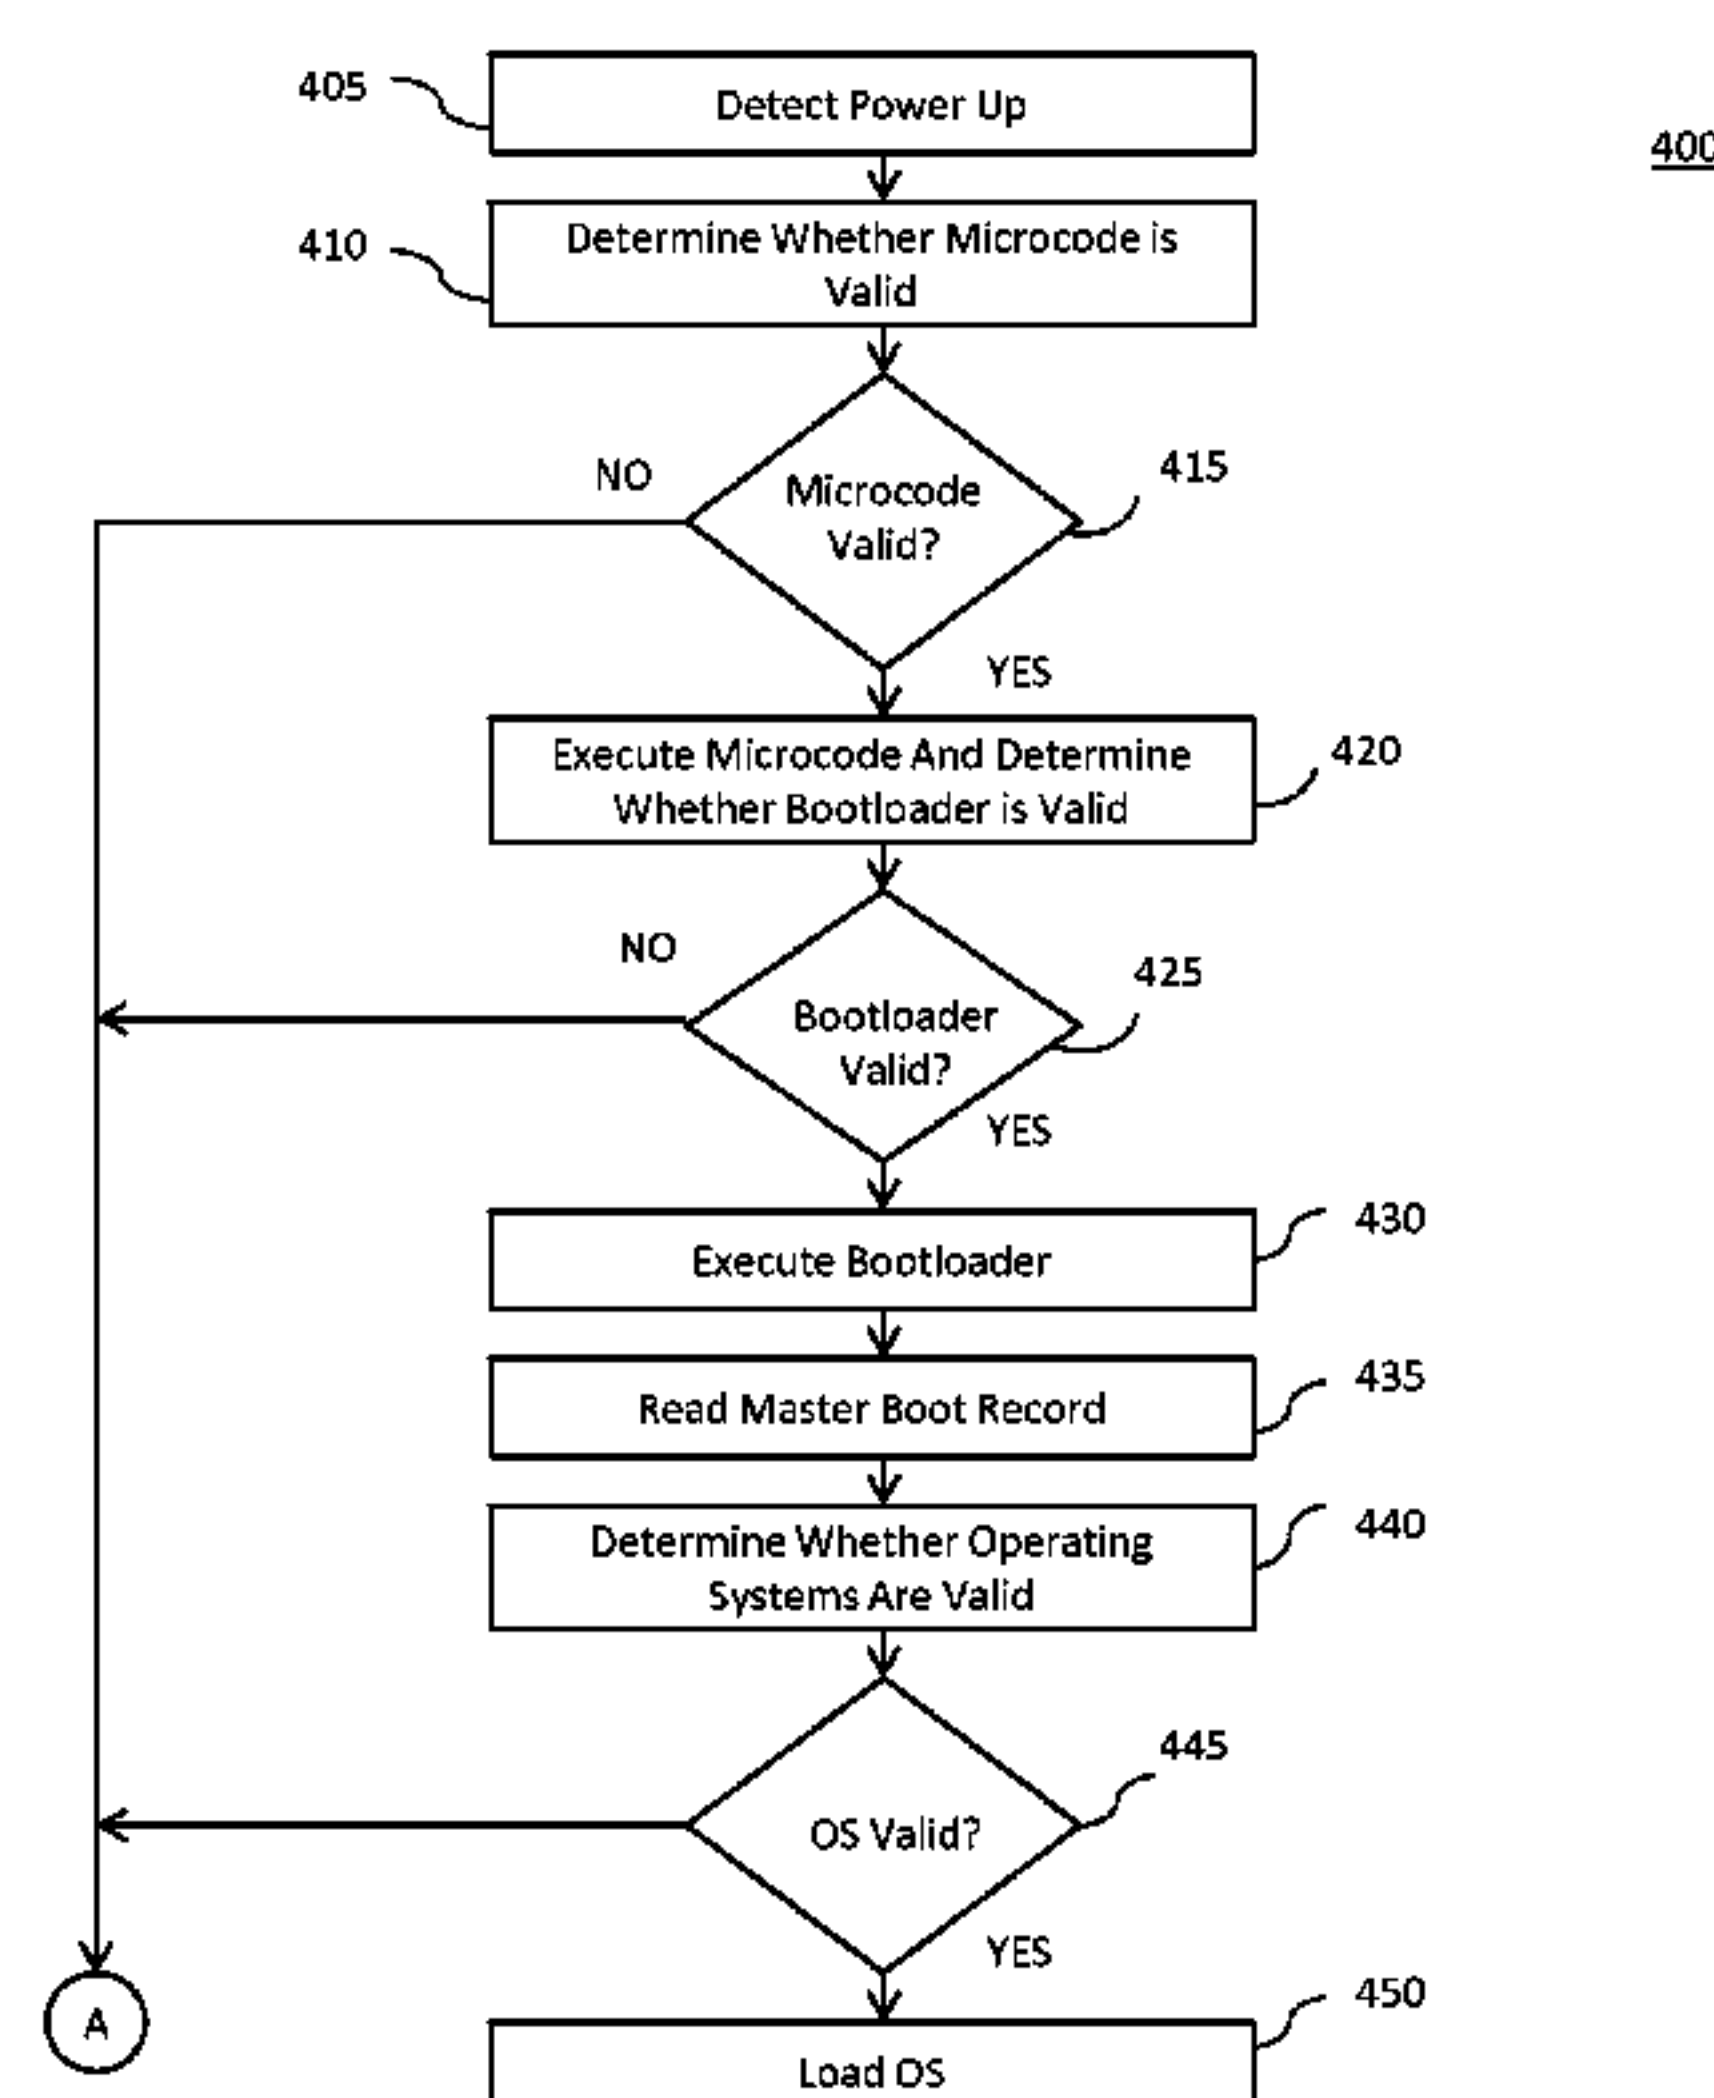 405
Detect Power Up
400
410
Determine Whether Microcode is
Valid
NO
Microcode
Valid?
415
YES
Execute Microcode And Determine
Whether Bootloader is Valid
420
NO
Bootloader
Valid?
425
YES
Execute Bootloader
430
Read Master Boot Record
435
Determine Whether Operating
Systems Are Valid
440
OS Valid?
445
YES
A
Load OS
450